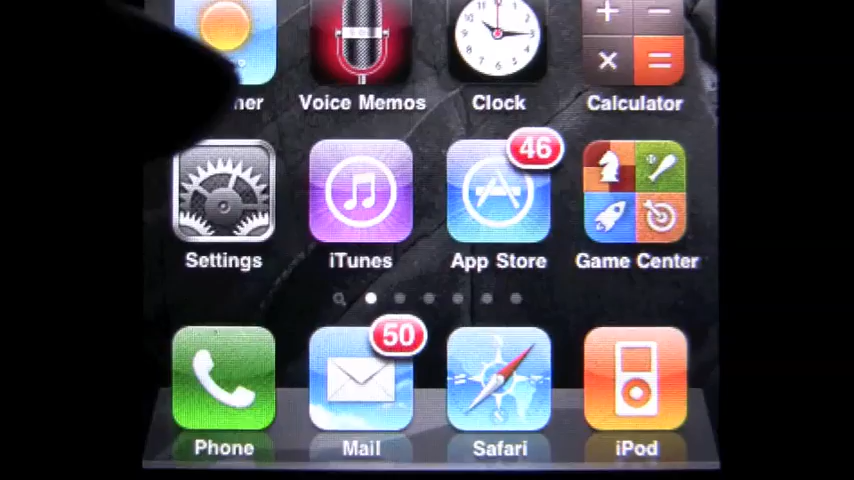 Voice Memos Clock Calculator
46
Settings iTunes App Store Game Center
50
Phone Mail Safari iPod